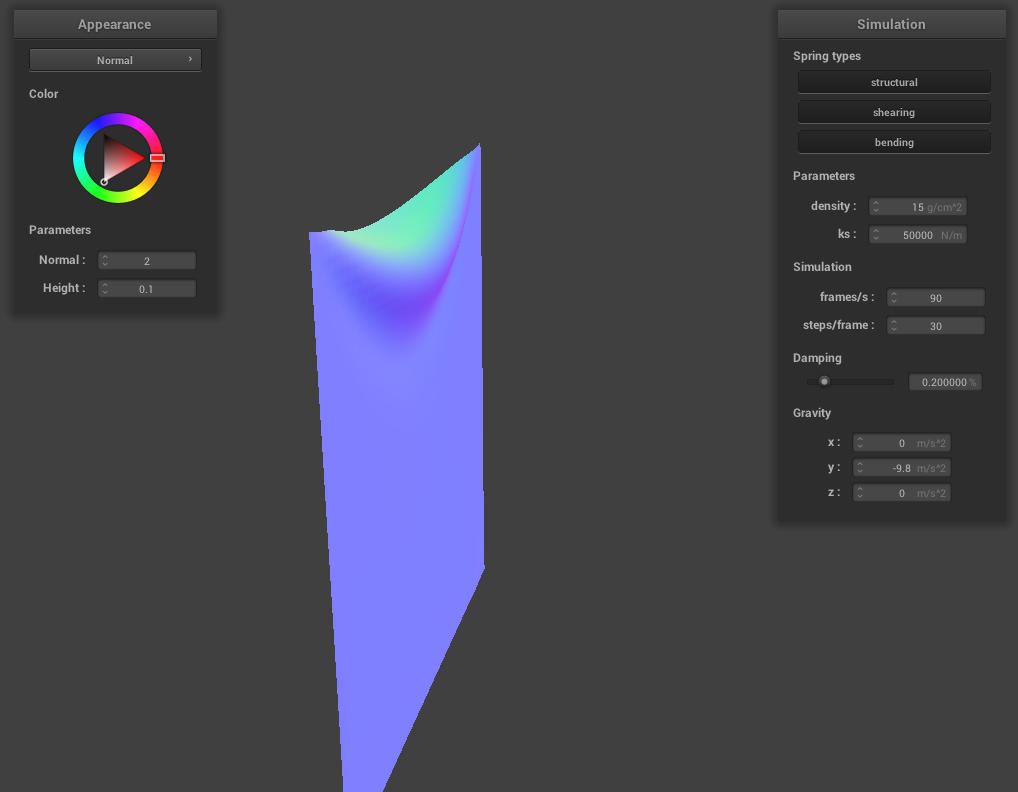 Appearance
Normal
Color
Parameters
Normal : 2
Height : 0.1
Simulation
Spring types
structural
shearing
bending
Parameters
density : 15 g/cm^2
ks : 50000 N/m
Simulation
frames/s : 90
steps/frame : 30
Damping
0.200000 %
Gravity
x : 0 m/s^2
y : -9.8 m/s^2
z : 0 m/s^2